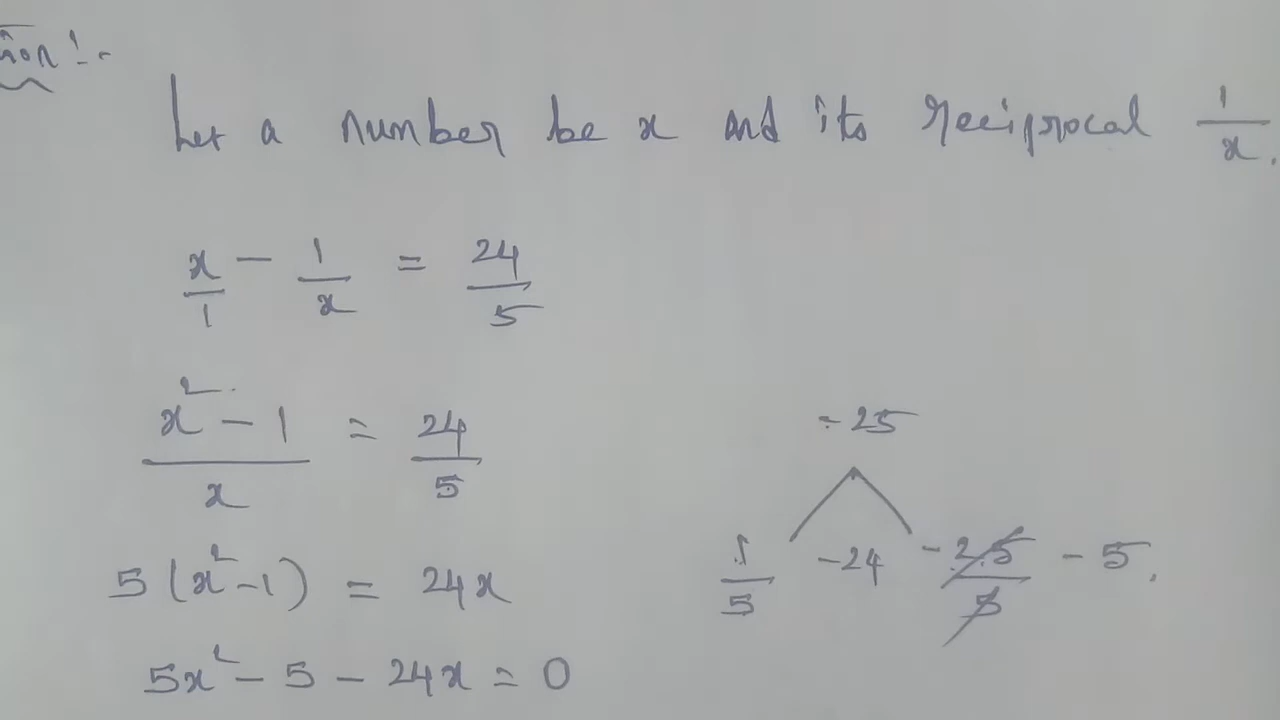 Let a number be x and its reciprocal 1/x.
x/1 - 1/x = 24/5
(x² - 1)/x = 24/5
-25
1/5 -24 -25/5 -5.
5(x² - 1) = 24x
5x² - 5 - 24x = 0